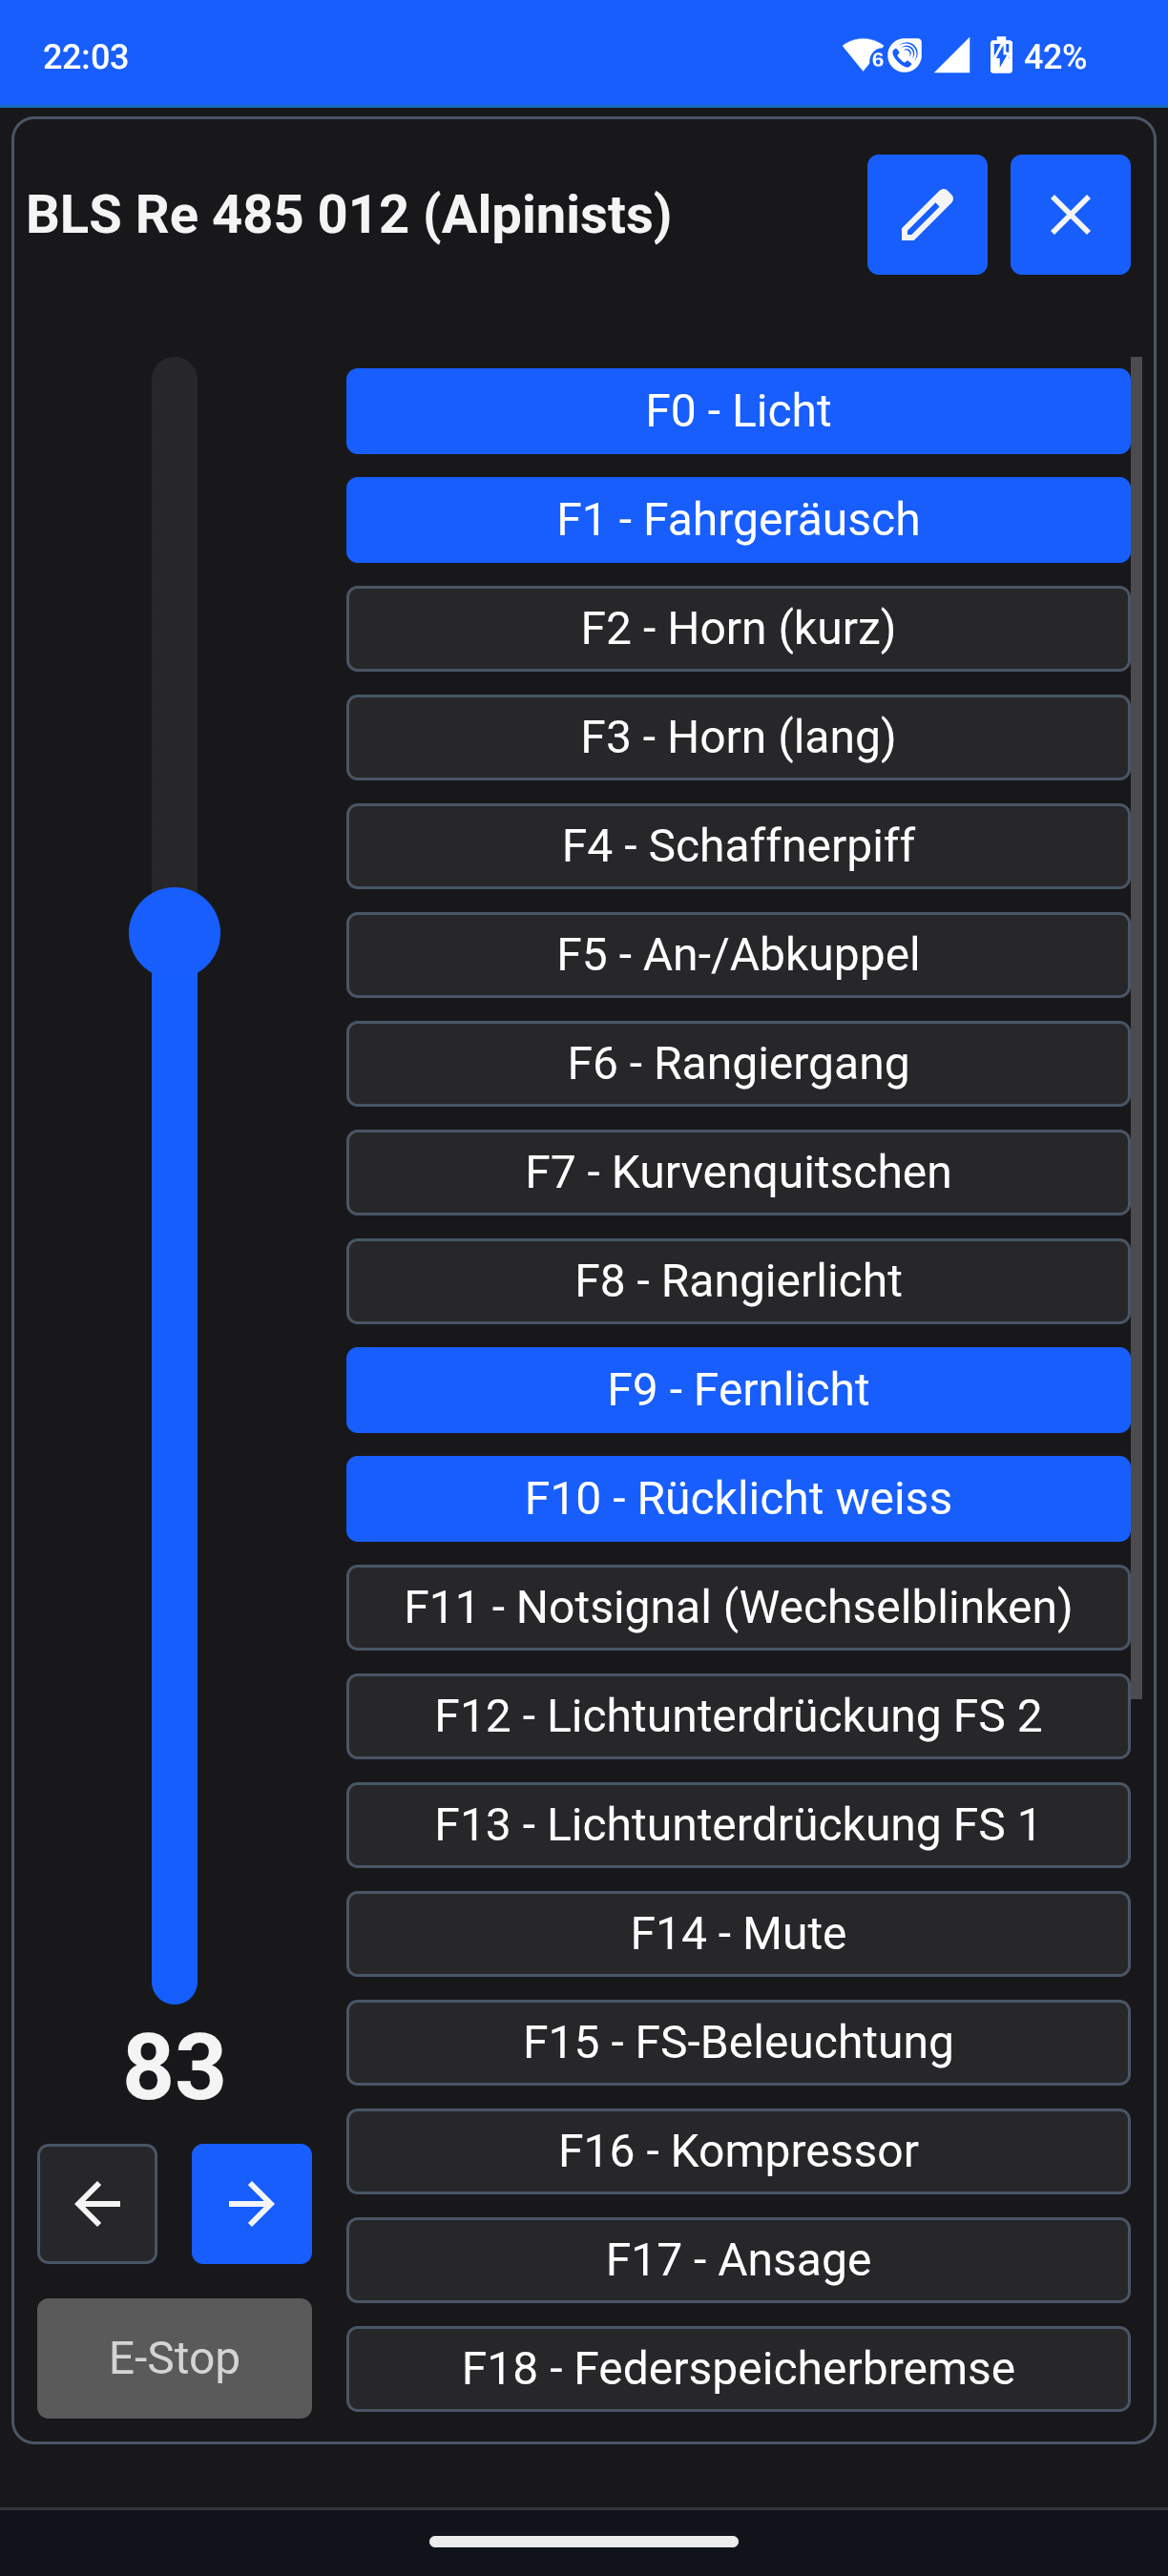 22:03
6
42%
BLS Re 485 012 (Alpinists)
F0 - Licht
F1 - Fahrgeräusch
F2 - Horn (kurz)
F3 - Horn (lang)
F4 - Schaffnerpiff
F5 - An-/Abkuppel
F6 - Rangiergang
F7 - Kurvenquitschen
F8 - Rangierlicht
F9 - Fernlicht
F10 - Rücklicht weiss
F11 - Notsignal (Wechselblinken)
F12 - Lichtunterdrückung FS 2
F13 - Lichtunterdrückung FS 1
F14 - Mute
F15 - FS-Beleuchtung
F16 - Kompressor
F17 - Ansage
F18 - Federspeicherbremse
83
E-Stop